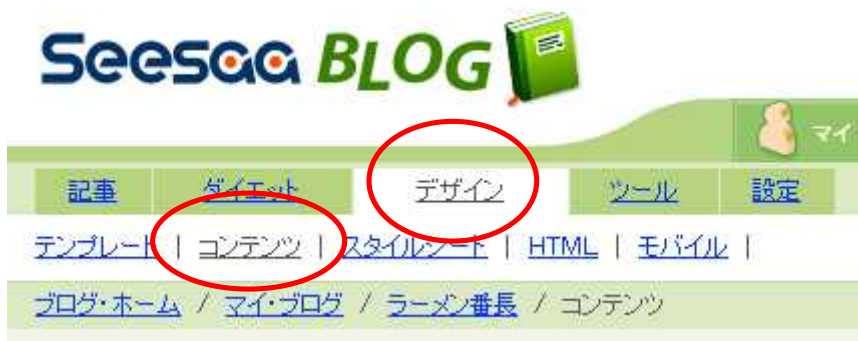 Seesaa BLOG
マイ
記事 ダイエット デザイン ツール 設定
テンプレート | コンテンツ | スタイルシート | HTML | モバイル |
ブログ・ホーム / マイ・ブログ / ラーメン番長 / コンテンツ